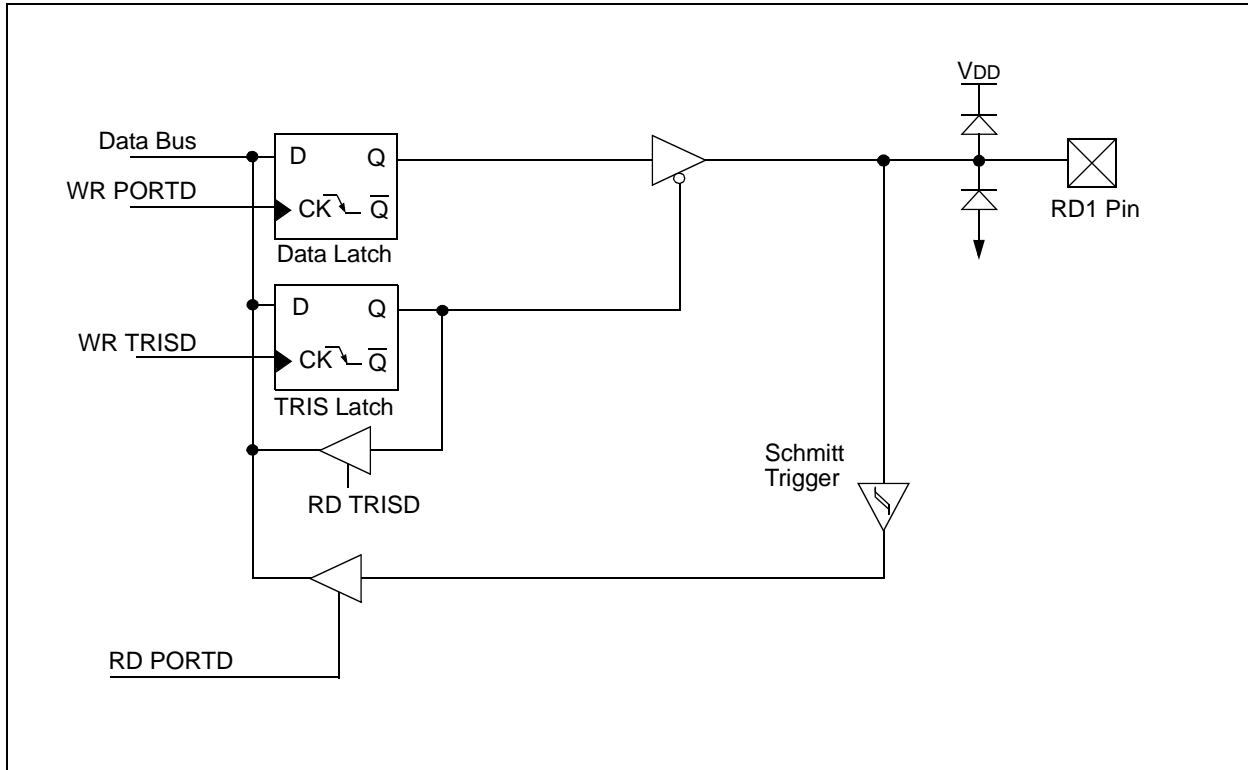 VDD
Data Bus
D Q
WR PORTD
CK Q̅
RD1 Pin
Data Latch
D Q
WR TRISD
CK Q̅
TRIS Latch
Schmitt
Trigger
RD TRISD
RD PORTD